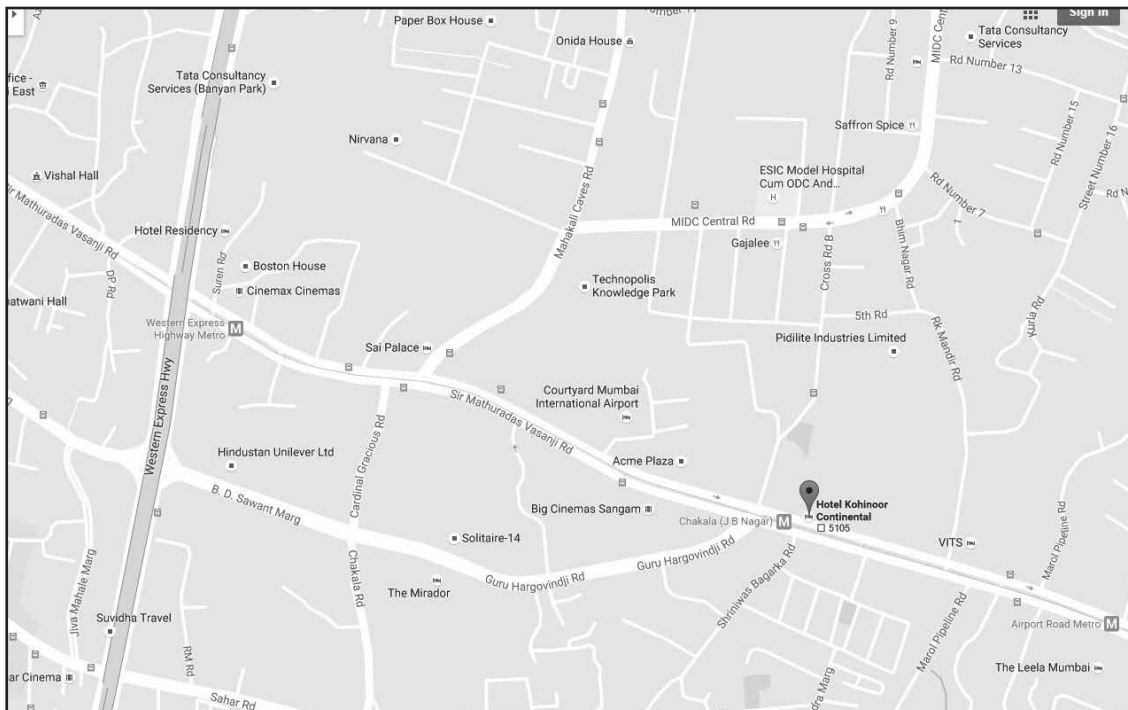 Paper Box House
Onida House
Sign in
Tata Consultancy
Services
Rd Number 9
MIDC Central Rd
Rd Number 13
Tata Consultancy
Services (Banyan Park)
Rd Number 15
Street Number 16
Nirvana
Saffron Spice
Vishal Hall
ESIC Model Hospital
Cum ODC And...
Rd Number 7
Sir Mathuradas Vasanji Rd
Hotel Residency
Mahakali Caves Rd
MIDC Central Rd
Gajalee
Cross Rd B
Bhim Nagar Rd
1
DP Rd
Suren Rd
Boston House
Cinemax Cinemas
Technopolis
Knowledge Park
5th Rd
Western Express
Highway Metro
M
Rk Mandir Rd
Sai Palace
Pidilite Industries Limited
Western Express Hwy
Cardinal Gracious Rd
Sir Mathuradas Vasanji Rd
Courtyard Mumbai
International Airport
Hindustan Unilever Ltd
Acme Plaza
B. D. Sawant Marg
Big Cinemas Sangam
Hotel Kohinoor
Continental
5105
Chakala (J B Nagar)
M
Solitaire-14
VITS
Marol Pipeline Rd
Chakala Rd
Guru Hargovindji Rd
Guru Hargovindji Rd
Shriniwas Bagarka Rd
The Mirador
Jiva Mahale Marg
Suvidha Travel
Marol Pipeline Rd
Airport Road Metro
M
RM Rd
The Leela Mumbai
Cinema
Sahar Rd